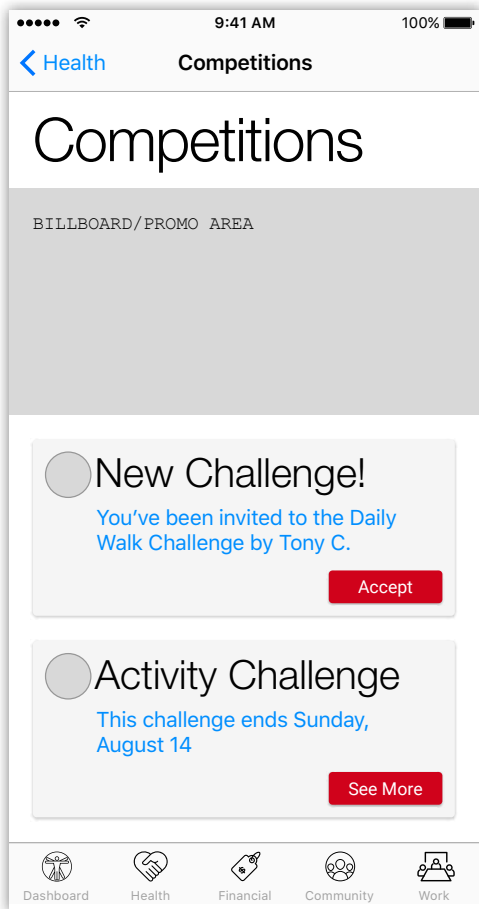 9:41 AM
100%
Health
Competitions
Competitions
BILLBOARD/PROMO AREA
New Challenge!
You’ve been invited to the Daily
Walk Challenge by Tony C.
Accept
Activity Challenge
This challenge ends Sunday,
August 14
See More
Dashboard
Health
Financial
Community
Work